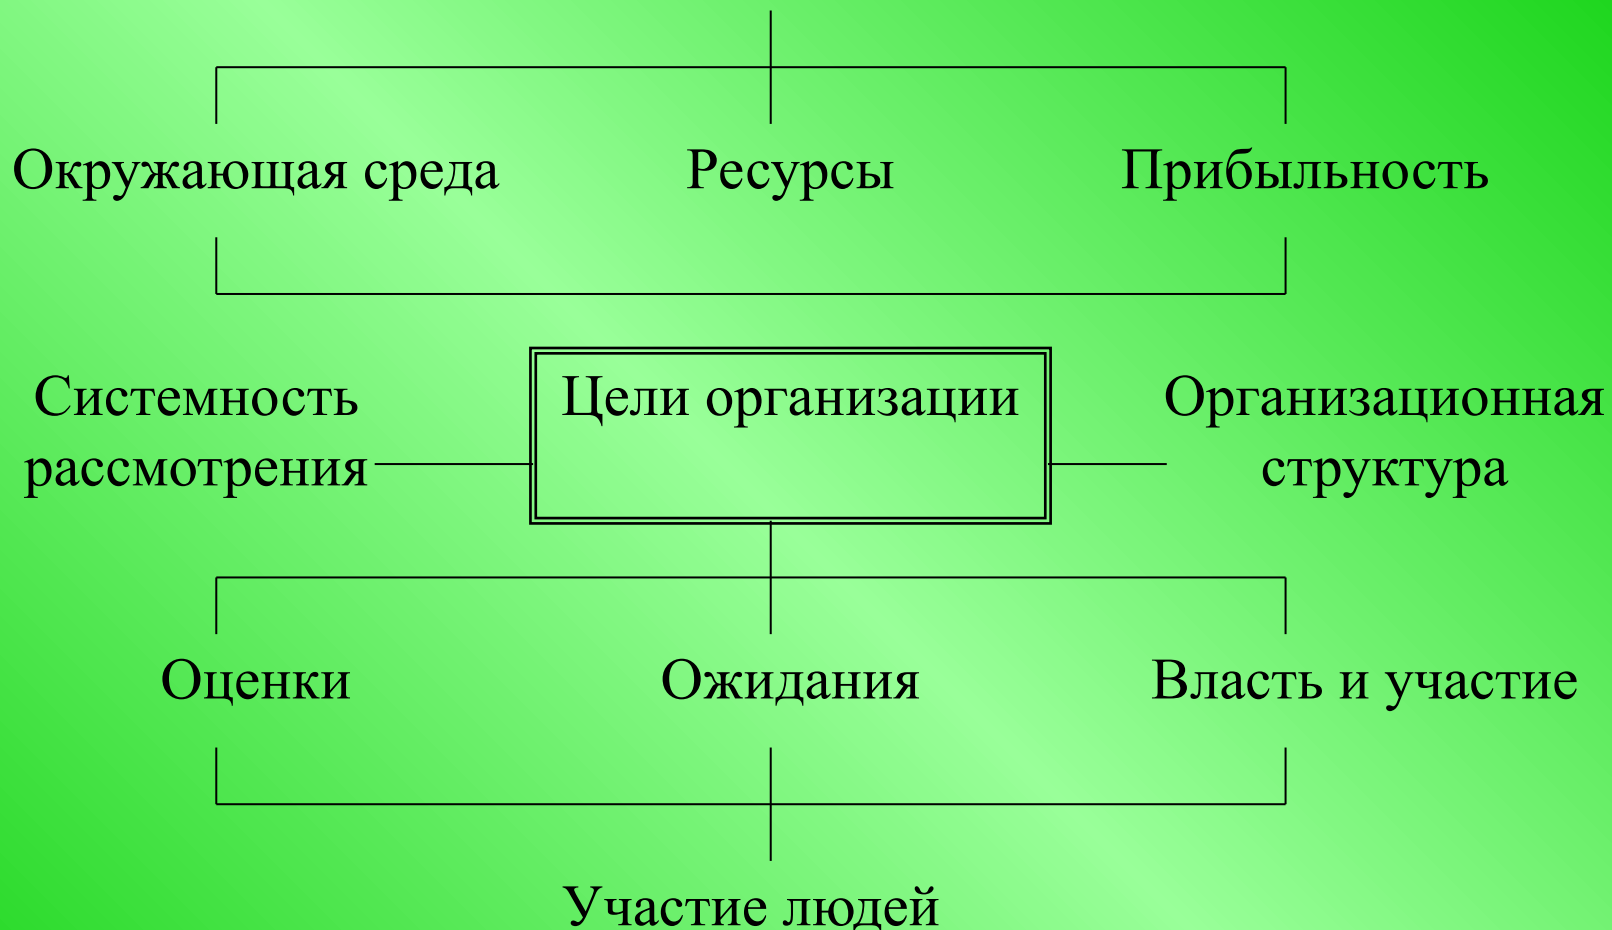 Окружающая среда
Ресурсы
Прибыльность
Системность
рассмотрения
Цели организации
Организационная
структура
Оценки
Ожидания
Власть и участие
Участие людей